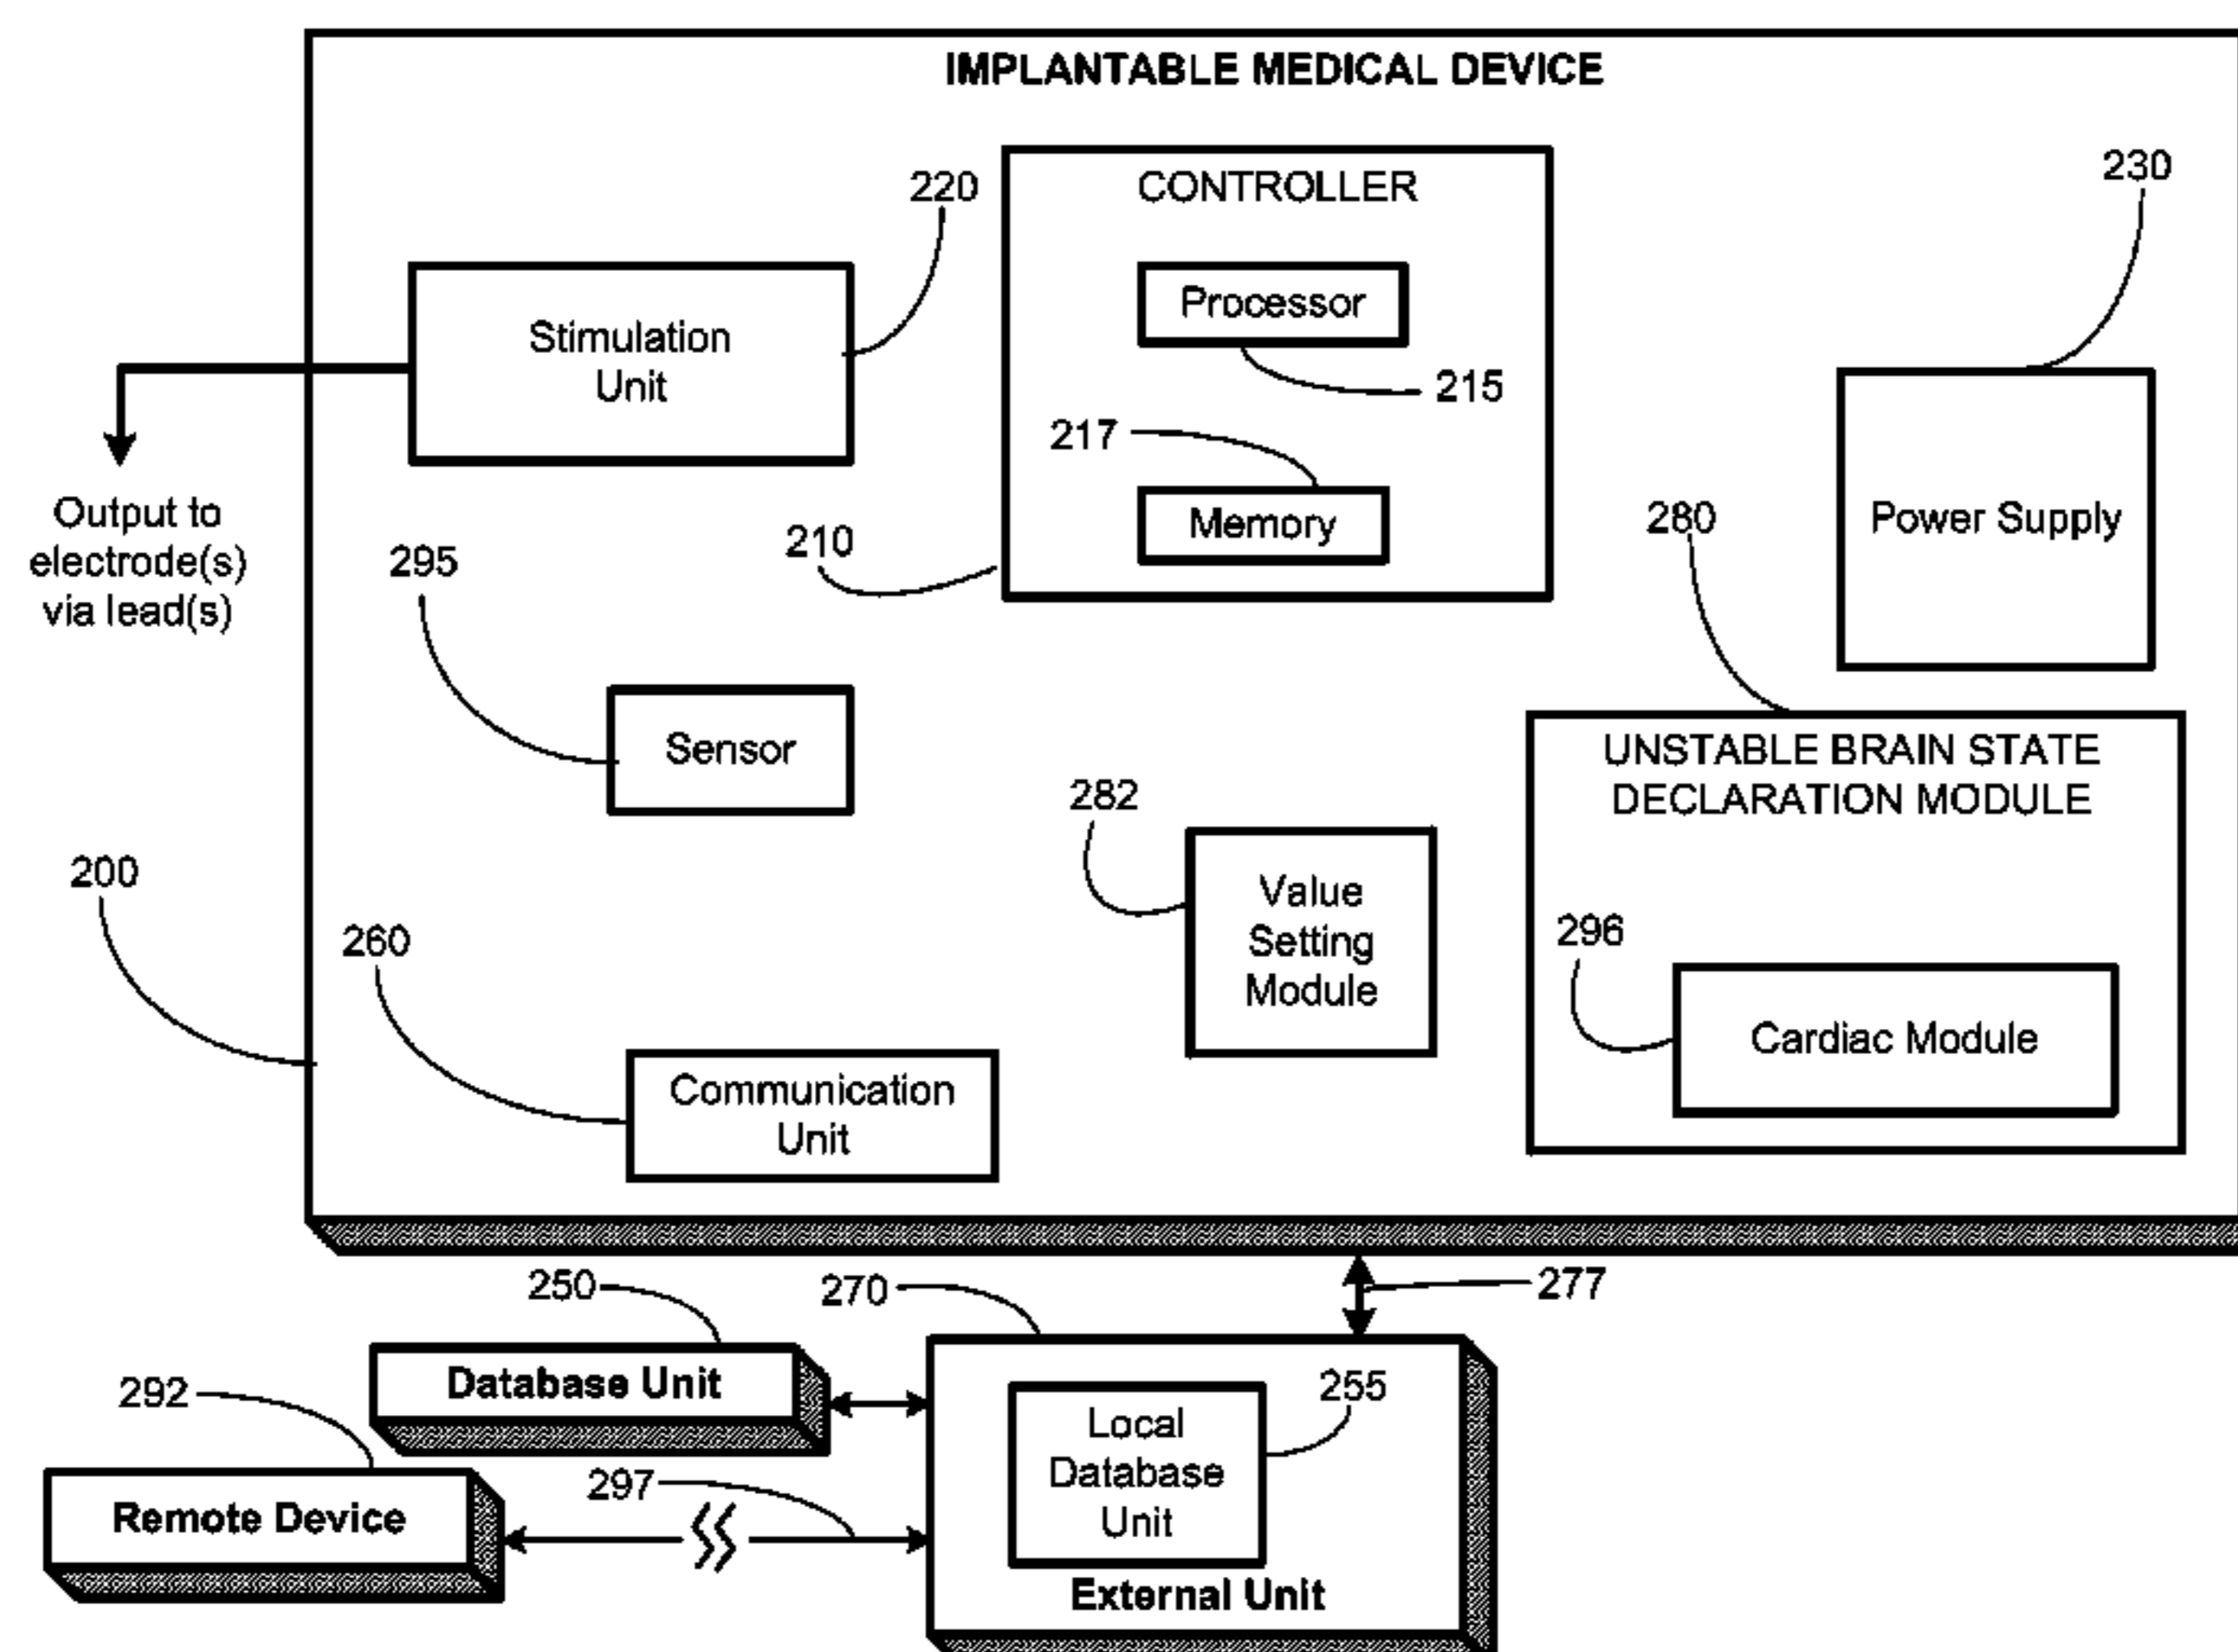 IMPLANTABLE MEDICAL DEVICE
220
CONTROLLER
230
Processor
Stimulation
Unit
215
217
Memory
Output to
electrode(s)
via lead(s)
295
210
280
Power Supply
Sensor
UNSTABLE BRAIN STATE
DECLARATION MODULE
282
200
Value
Setting
Module
260
296
Cardiac Module
Communication
Unit
250
270
277
Database Unit
292
255
Local
Database
Unit
297
Remote Device
External Unit